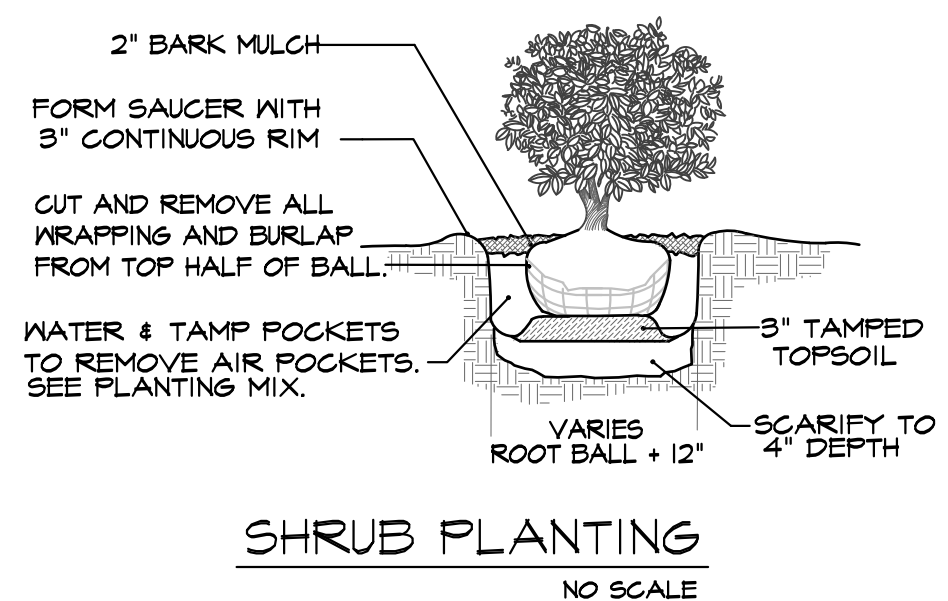 2" BARK MULCH
FORM SAUCER WITH
3" CONTINUOUS RIM
CUT AND REMOVE ALL
WRAPPING AND BURLAP
FROM TOP HALF OF BALL.
WATER & TAMP POCKETS
TO REMOVE AIR POCKETS.
SEE PLANTING MIX.
3" TAMPED
TOPSOIL
SCARIFY TO
4" DEPTH
VARIES
ROOT BALL + 12"
SHRUB PLANTING
NO SCALE